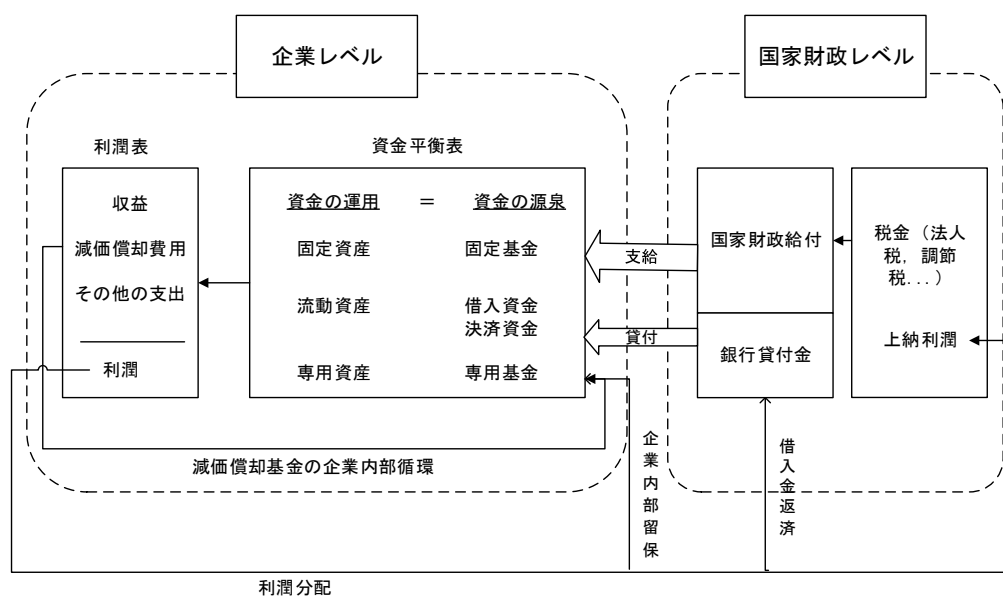 企業レベル
国家財政レベル
利潤表
資金平衡表
収益
減価償却費用
その他の支出
利潤
資金の運用 = 資金の源泉
固定資産 固定基金
流動資産 借入資金
決済資金
専用資産 専用基金
支給
貸付
国家財政給付
銀行貸付金
税金（法人
税，調節
税...）
上納利潤
減価償却基金の企業内部循環
企業内部留保
借入金返済
利潤分配